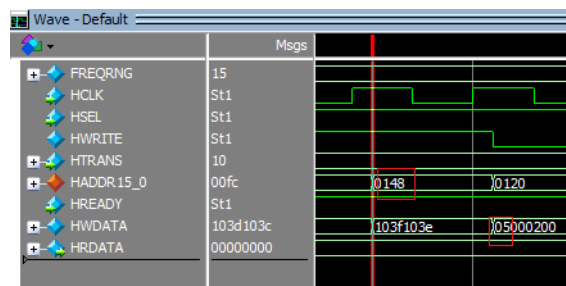 Wave - Default
Msgs
FREQRNG 15
HCLK St1
HSEL St1
HWRITE St1
HTRANS 10
HADDR15_0 00fc 0148 0120
HREADY St1
HWDATA 103d103c 103f103e 05000200
HRDATA 00000000